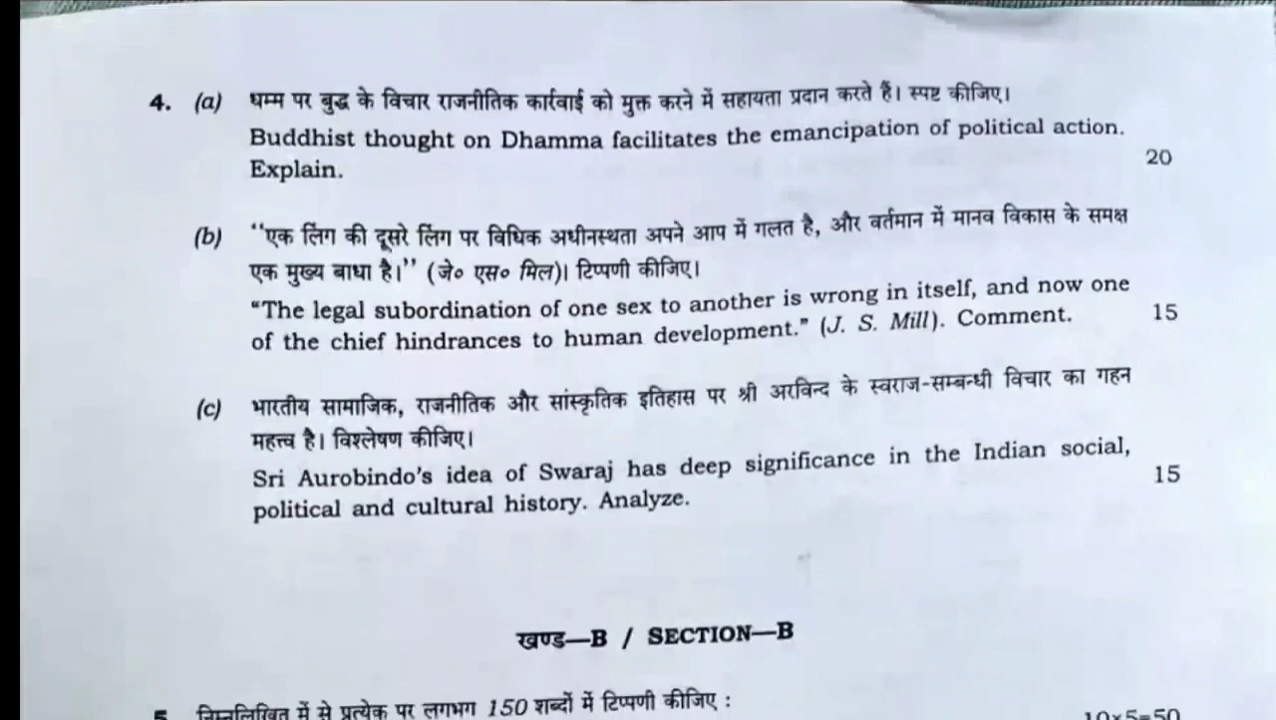 4. (a) धम्म पर बुद्ध के विचार राजनीतिक कार्रवाई को मुक्त करने में सहायता प्रदान करते हैं। स्पष्ट कीजिए।
Buddhist thought on Dhamma facilitates the emancipation of political action.
Explain. 20
(b) “एक लिंग की दूसरे लिंग पर विधिक अधीनस्थता अपने आप में गलत है, और वर्तमान में मानव विकास के समक्ष
एक मुख्य बाधा है।” (जे० एस० मिल)। टिप्पणी कीजिए।
“The legal subordination of one sex to another is wrong in itself, and now one
of the chief hindrances to human development.” (J. S. Mill). Comment. 15
(c) भारतीय सामाजिक, राजनीतिक और सांस्कृतिक इतिहास पर श्री अरविन्द के स्वराज-सम्बन्धी विचार का गहन
महत्त्व है। विश्लेषण कीजिए।
Sri Aurobindo’s idea of Swaraj has deep significance in the Indian social,
political and cultural history. Analyze. 15
खण्ड—B / SECTION—B
5. निम्नलिखित में से प्रत्येक पर लगभग 150 शब्दों में टिप्पणी कीजिए : 10×5=50